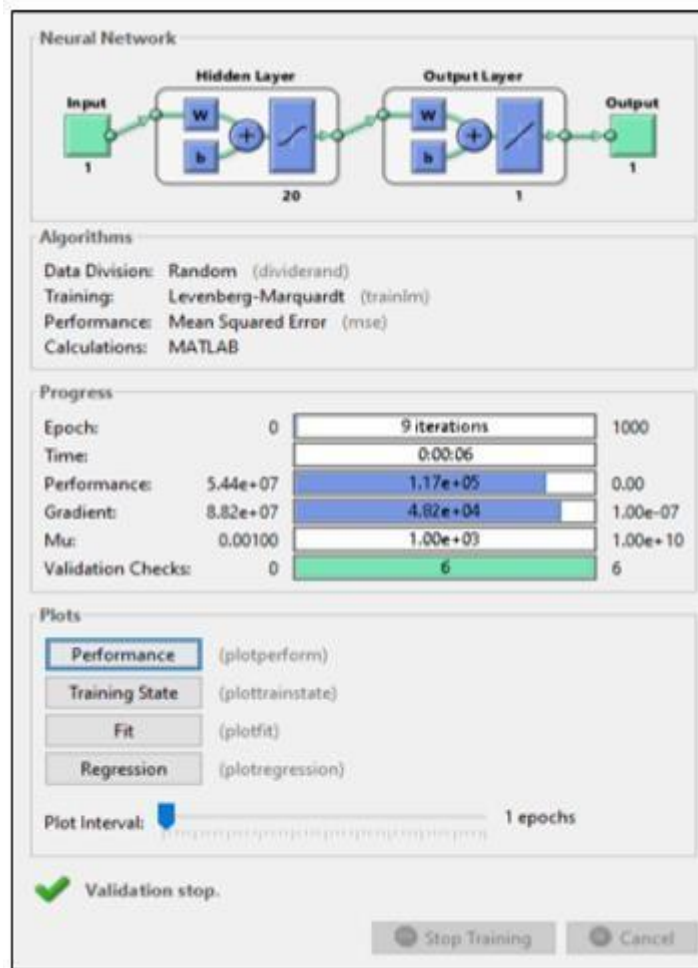 Neural Network
Hidden Layer
Output Layer
Input
Output
W
b
+
W
b
+
1
20
1
1
Algorithms
Data Division: Random (dividerand)
Training: Levenberg-Marquardt (trainlm)
Performance: Mean Squared Error (mse)
Calculations: MATLAB
Progress
Epoch: 0 9 iterations 1000
Time: 0:00:06
Performance: 5.44e+07 1.17e+05 0.00
Gradient: 8.82e+07 4.82e+04 1.00e-07
Mu: 0.00100 1.00e+03 1.00e+10
Validation Checks: 0 6 6
Plots
Performance (plotperform)
Training State (plottrainstate)
Fit (plotfit)
Regression (plotregression)
Plot Interval: 1 epochs
Validation stop.
Stop Training Cancel